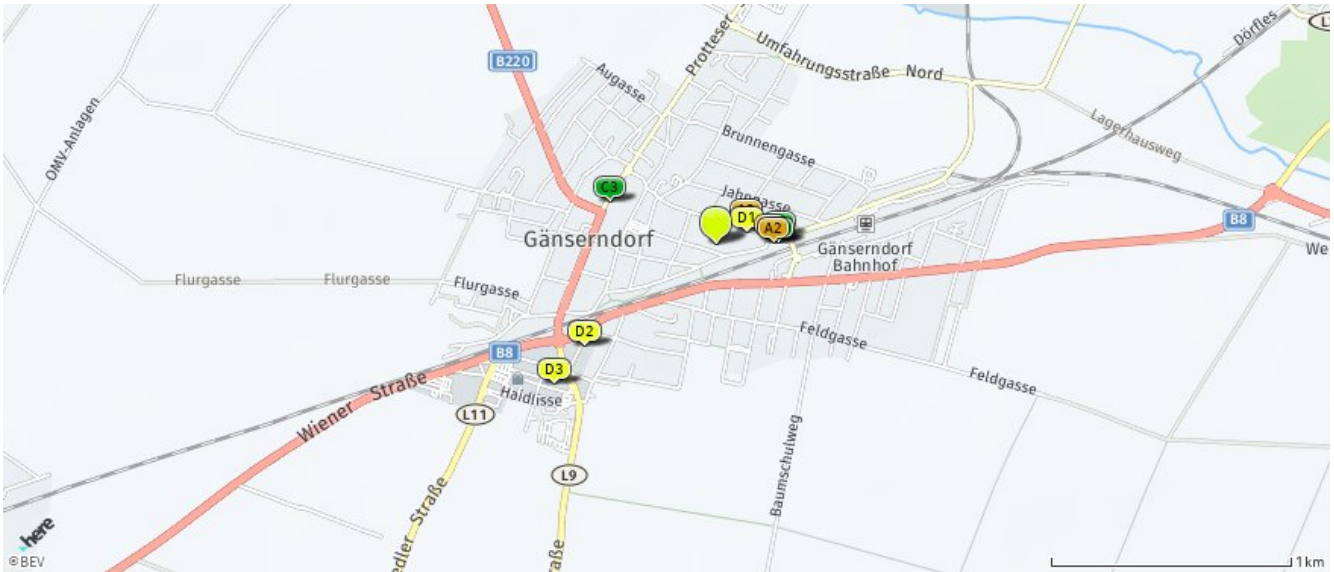 Dörfles
Umfahrungsstraße Nord
Protteser
B220
Augasse
OMV-Anlagen
Lagerhausweg
Brunnengasse
C3
Jahngasse
D1
A2
B8
Gänserndorf
Gänserndorf
Bahnhof
Flurgasse
Flurgasse
Flurgasse
D2
Feldgasse
B8
D3
Feldgasse
Haidlisse
Wiener Straße
L11
Baumschulweg
L9
here
©BEV
1km